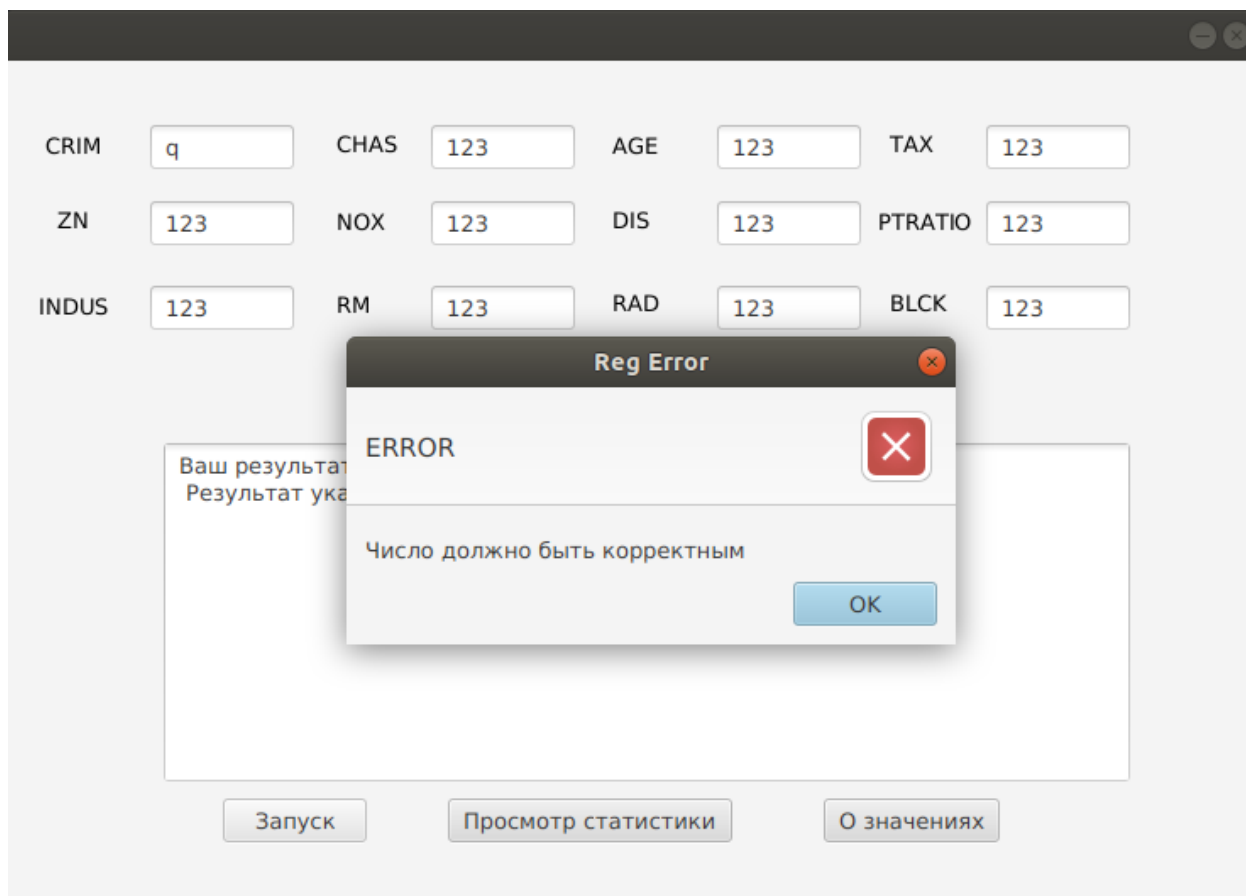 CRIM q CHAS 123 AGE 123 TAX 123
ZN 123 NOX 123 DIS 123 PTRATIO 123
INDUS 123 RM 123 RAD 123 BLCK 123
Reg Error
ERROR
Ваш результат
Результат
Число должно быть корректным
OK
Запуск Просмотр статистики О значениях